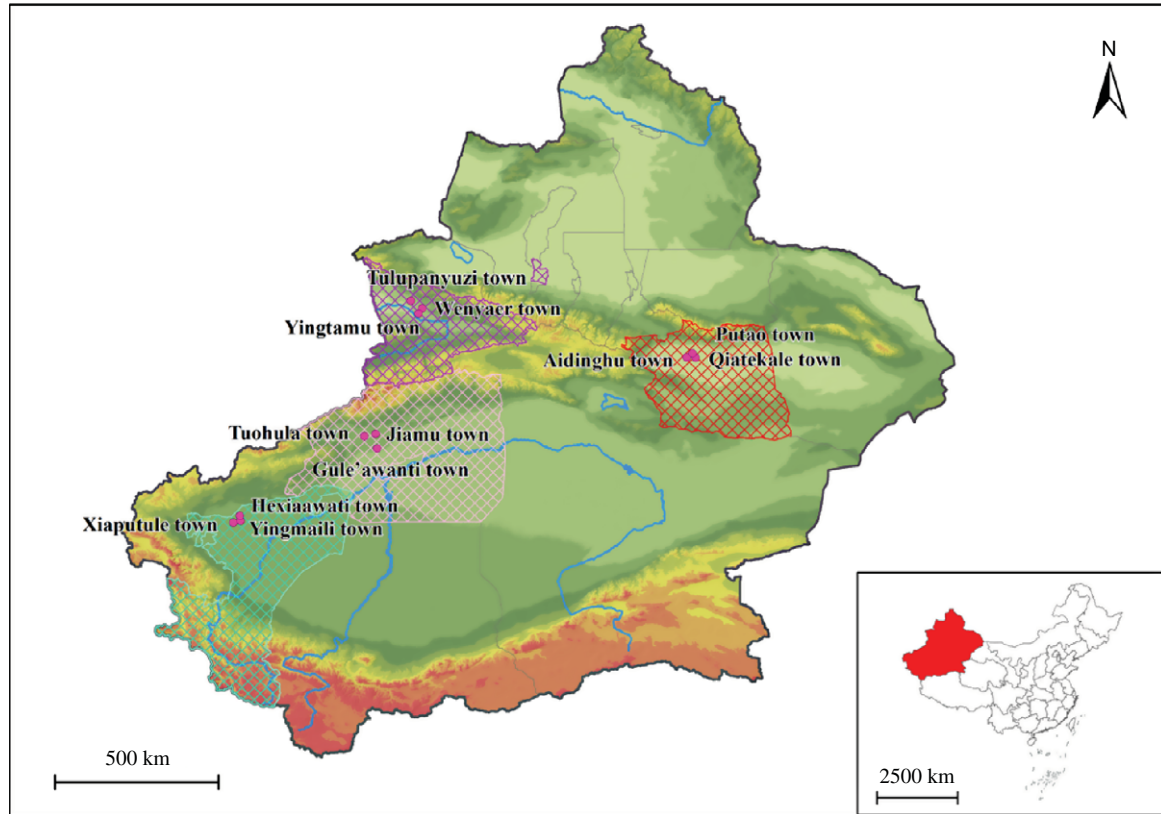 N
Tulupanyuzi town
Wenyaer town
Yingtamu town
Putao town
Aidinghu town
Qiatekale town
Tuohula town
Jiamu town
Gule’awanti town
Hexiaawati town
Xiaputule town
Yingmaili town
500 km
2500 km